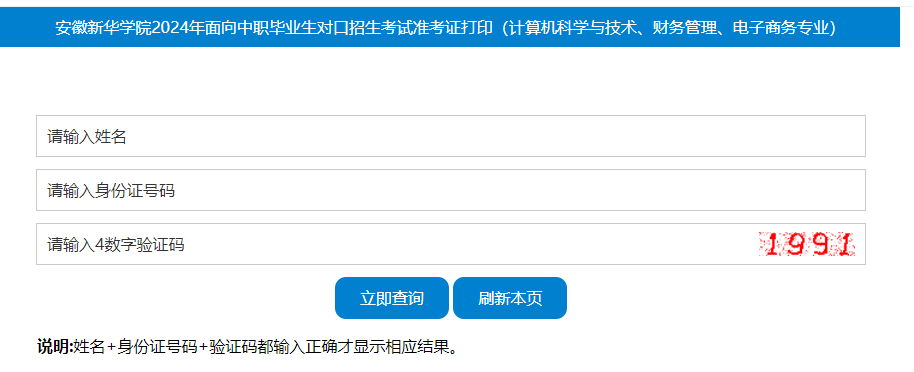 安徽新华学院2024年面向中职毕业生对口招生考试准考证打印（计算机科学与技术、财务管理、电子商务专业）
请输入姓名
请输入身份证号码
请输入4数字验证码 1991
立即查询 刷新本页
说明:姓名+身份证号码+验证码都输入正确才显示相应结果。